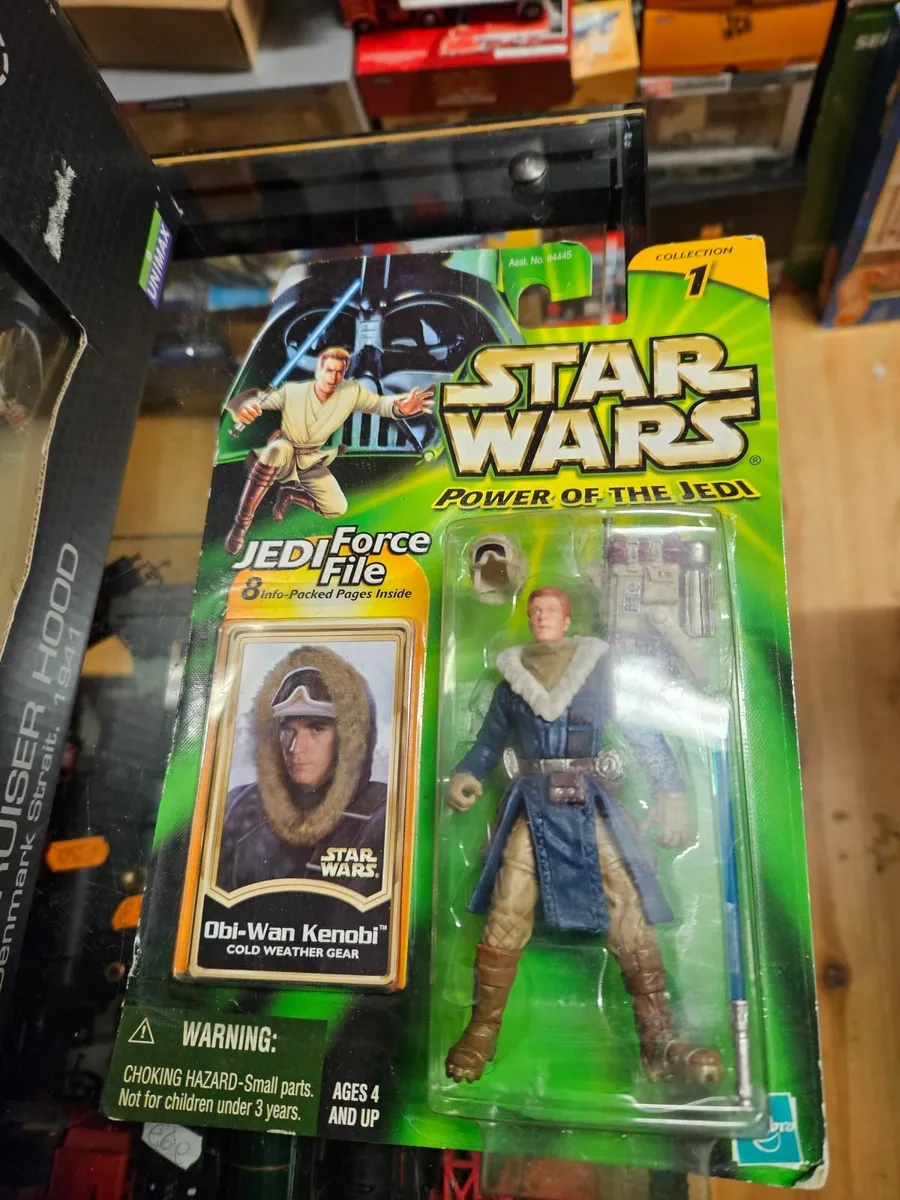 UNIMAX
HOOD
Denmark Strait, 1941
Asst. No. 84445
COLLECTION
1
STAR
WARS®
POWER OF THE JEDI
JEDI Force
File
8 Info-Packed Pages Inside
STAR
WARS
Obi-Wan Kenobi™
COLD WEATHER GEAR
WARNING:
CHOKING HAZARD-Small parts.
Not for children under 3 years.
AGES 4
AND UP